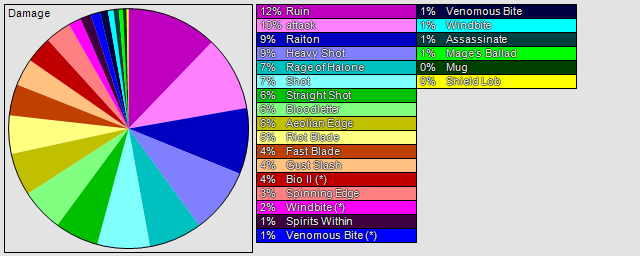 Damage
12% Ruin
10% attack
9% Raiton
9% Heavy Shot
7% Rage of Halone
7% Shot
6% Straight Shot
6% Bloodletter
6% Aeolian Edge
5% Riot Blade
4% Fast Blade
4% Gust Slash
4% Bio II (*)
3% Spinning Edge
2% Windbite (*)
1% Spirits Within
1% Venomous Bite (*)
1% Venomous Bite
1% Windbite
1% Assassinate
1% Mage's Ballad
0% Mug
0% Shield Lob